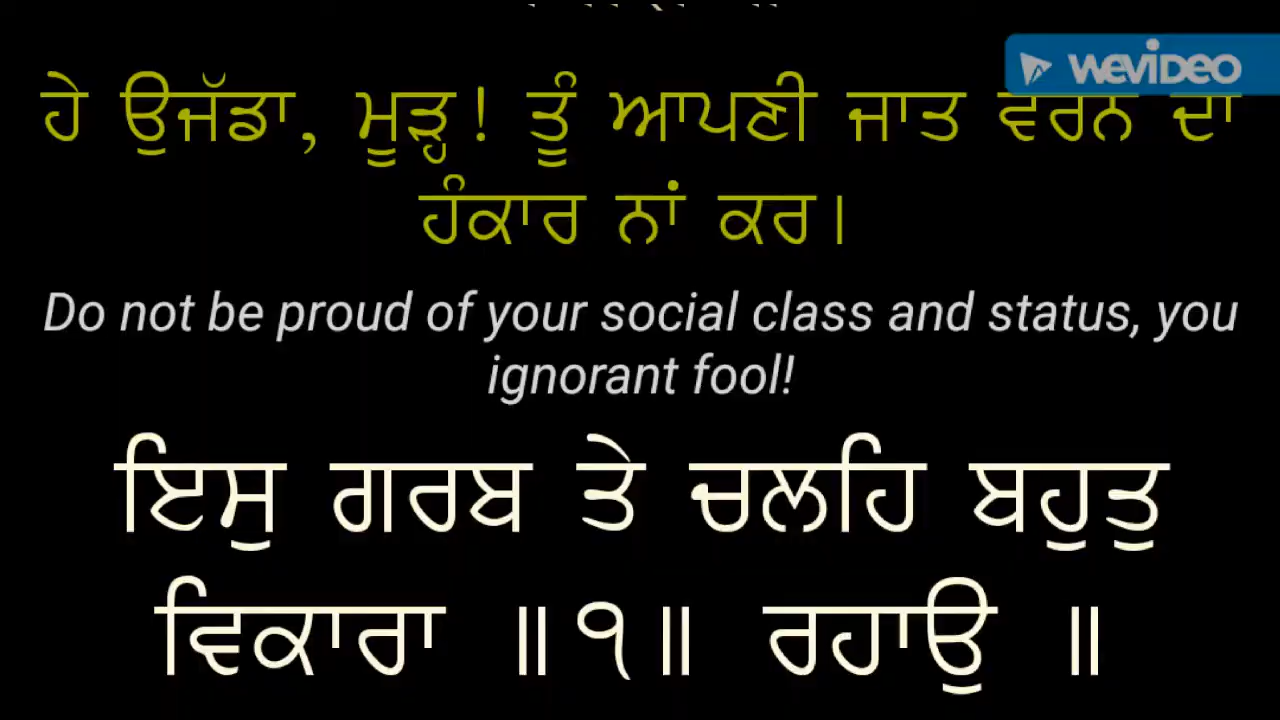 WEVIDEO
ਹੇ ਉਜੱਡਾ, ਮੂੜ੍ਹ! ਤੂੰ ਆਪਣੀ ਜਾਤ ਵਰਨ ਦਾ
ਹੰਕਾਰ ਨਾਂ ਕਰ।
Do not be proud of your social class and status, you
ignorant fool!
ਇਸੁ ਗਰਬ ਤੇ ਚਲਹਿ ਬਹੁਤੁ
ਵਿਕਾਰਾ ॥੧॥ ਰਹਾਉ ॥